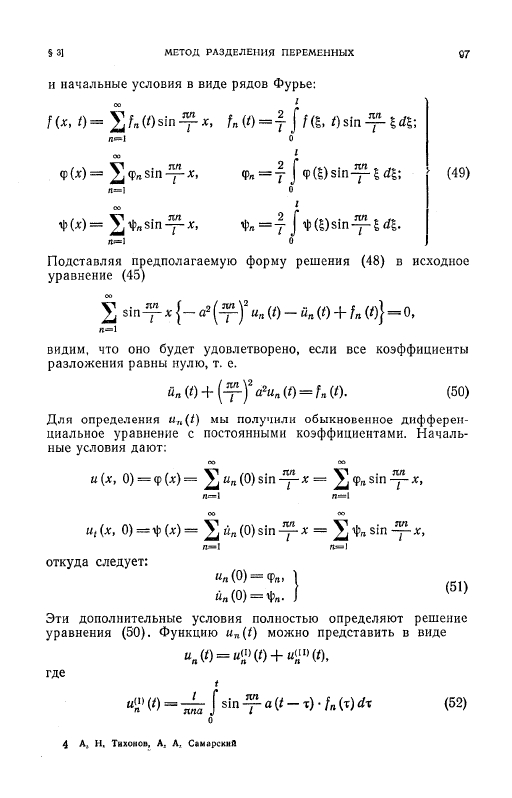 § 3] МЕТОД РАЗДЕЛЕНИЯ ПЕРЕМЕННЫХ 97
и начальные условия в виде рядов Фурье:
f (x, t) = ∑_{n=1}^{∞} f_n (t) sin πn/l x, f_n (t) = 2/l ∫_0^l f (ξ, t) sin πn/l ξ dξ;
φ (x) = ∑_{n=1}^{∞} φ_n sin πn/l x, φ_n = 2/l ∫_0^l φ (ξ) sin πn/l ξ dξ; (49)
ψ (x) = ∑_{n=1}^{∞} ψ_n sin πn/l x, ψ_n = 2/l ∫_0^l ψ (ξ) sin πn/l ξ dξ.
Подставляя предполагаемую форму решения (48) в исходное
уравнение (45)
∑_{n=1}^{∞} sin πn/l x {− a² (πn/l)² u_n (t) − ü_n (t) + f_n (t)} = 0,
видим, что оно будет удовлетворено, если все коэффициенты
разложения равны нулю, т. е.
ü_n (t) + (πn/l)² a² u_n (t) = f_n (t). (50)
Для определения u_n (t) мы получили обыкновенное дифферен-
циальное уравнение с постоянными коэффициентами. Началь-
ные условия дают:
u (x, 0) = φ (x) = ∑_{n=1}^{∞} u_n (0) sin πn/l x = ∑_{n=1}^{∞} φ_n sin πn/l x,
u_t (x, 0) = ψ (x) = ∑_{n=1}^{∞} u̇_n (0) sin πn/l x = ∑_{n=1}^{∞} ψ_n sin πn/l x,
откуда следует:
u_n (0) = φ_n,
u̇_n (0) = ψ_n. } (51)
Эти дополнительные условия полностью определяют решение
уравнения (50). Функцию u_n (t) можно представить в виде
u_n (t) = u_n^{(I)} (t) + u_n^{(II)} (t),
где
u_n^{(I)} (t) = l/πna ∫_0^t sin πn/l a (t − τ) · f_n (τ) dτ (52)
4 А. Н. Тихонов, А. А. Самарский